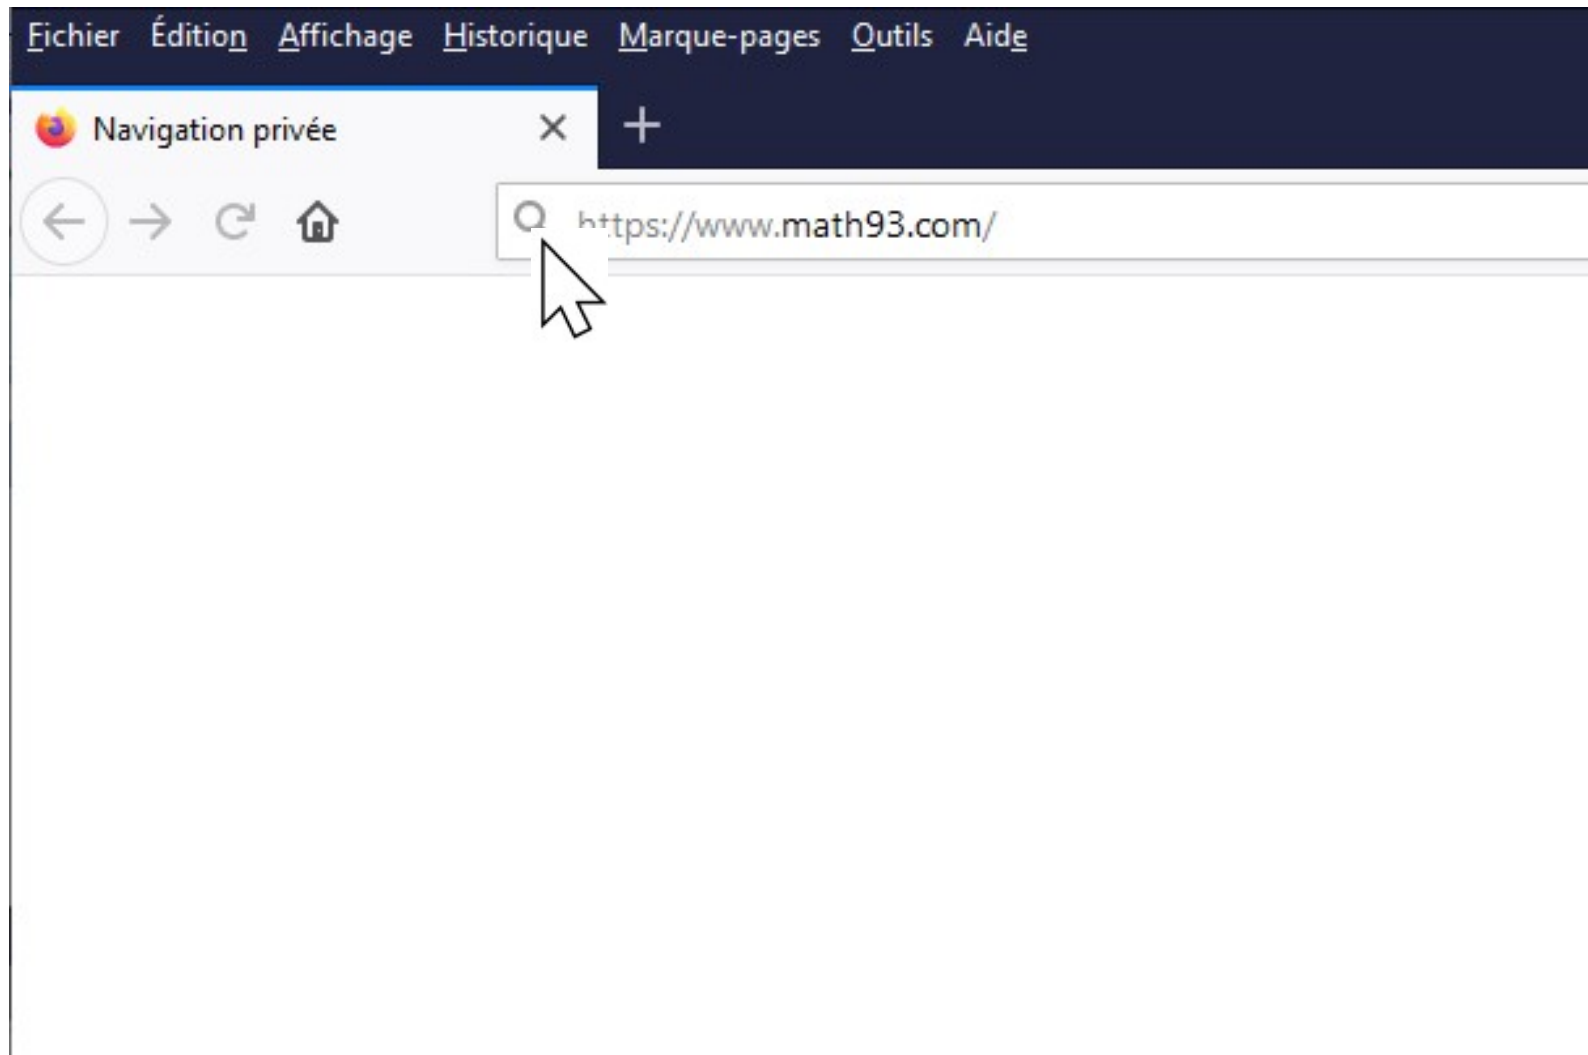 Fichier Édition Affichage Historique Marque-pages Outils Aide
Navigation privée
https://www.math93.com/